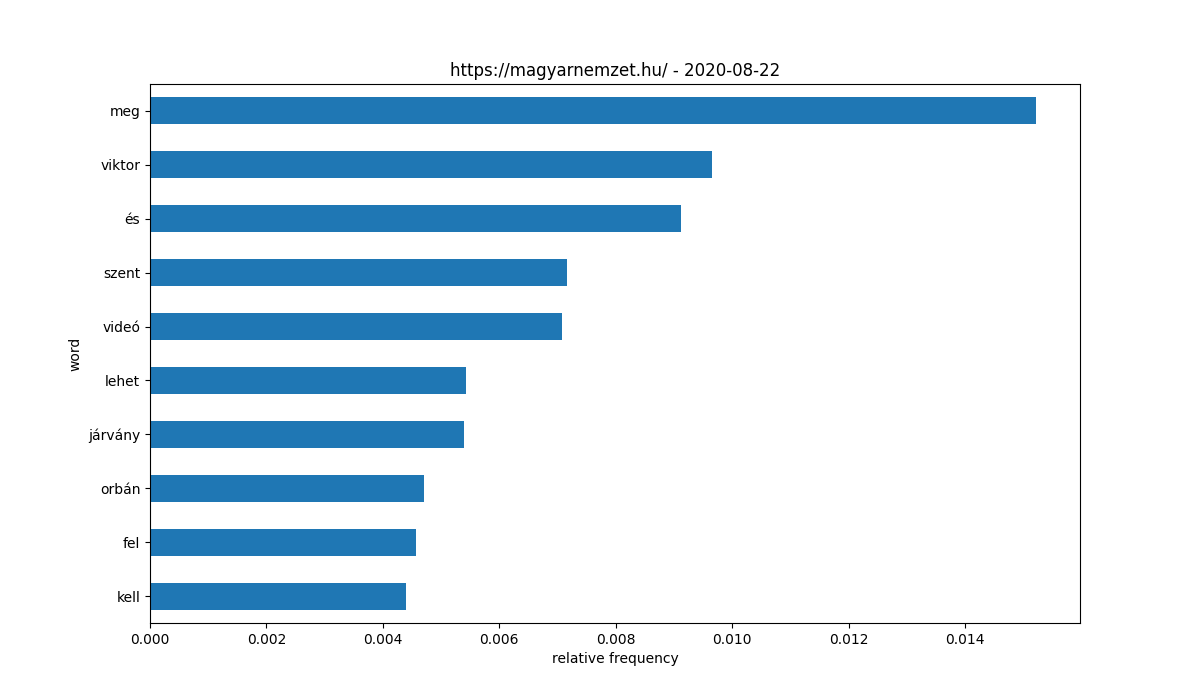 https://magyarnemzet.hu/ - 2020-08-22
meg
viktor
és
szent
videó
lehet
járvány
orbán
fel
kell
word
0.000 0.002 0.004 0.006 0.008 0.010 0.012 0.014
relative frequency